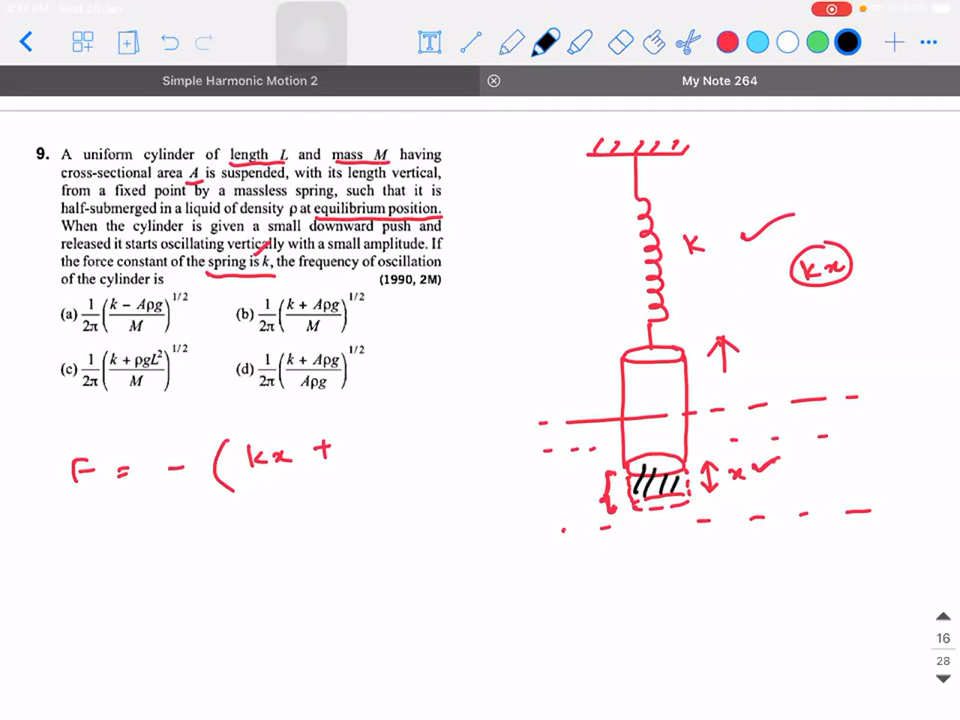 Simple Harmonic Motion 2
My Note 264
9. A uniform cylinder of length L and mass M having
cross-sectional area A is suspended, with its length vertical,
from a fixed point by a massless spring, such that it is
half-submerged in a liquid of density ρ at equilibrium position.
When the cylinder is given a small downward push and
released it starts oscillating vertically with a small amplitude. If
the force constant of the spring is k, the frequency of oscillation
of the cylinder is (1990, 2M)
(a) 1/2π (k − Aρg / M)^1/2 (b) 1/2π (k + Aρg / M)^1/2
(c) 1/2π (k + ρgL² / M)^1/2 (d) 1/2π (k + Aρg / Aρg)^1/2
F = - ( kx +
k
kx
x
16
28